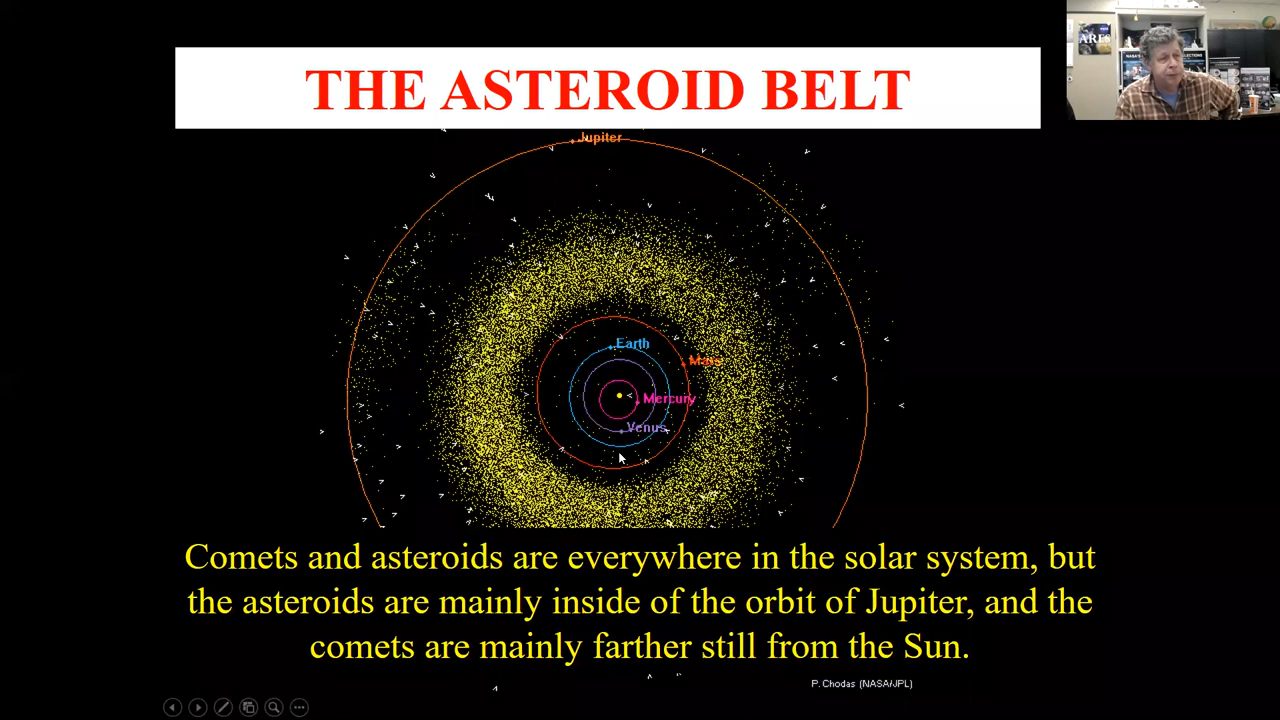 THE ASTEROID BELT
ARES
Jupiter
Earth
Mars
Mercury
Venus
Comets and asteroids are everywhere in the solar system, but
the asteroids are mainly inside of the orbit of Jupiter, and the
comets are mainly farther still from the Sun.
P. Chodas (NASA/JPL)